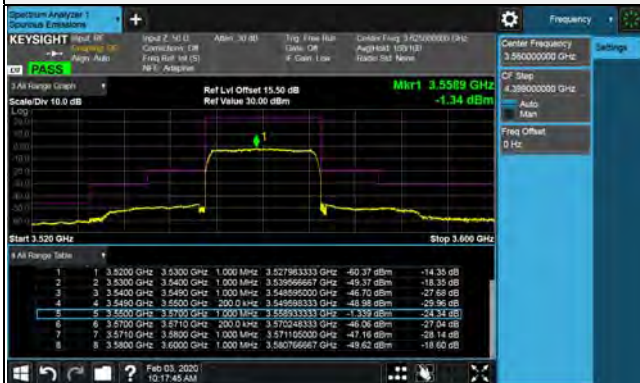 Spectrum Analyzer 1
Spurious Emissions
Frequency
KEYSIGHT Input: RF
Coupling: DC
Align: Auto
Input Z: 50 Ω
Corrections: Off
Freq Ref: Int (S)
NFE: Adaptive
Atten: 30 dB
Trig: Free Run
Gate: Off
IF Gain: Low
Center Freq: 3.625000000 GHz
Avg|Hold: 100/100
Radio Std: None
PASS
3 All Range Graph
Scale/Div 10.0 dB
Ref Lvl Offset 15.50 dB
Ref Value 30.00 dBm
Mkr1 3.5589 GHz
-1.34 dBm
Log
1
Start 3.520 GHz
Stop 3.600 GHz
All Range Table
1 1 3.5200 GHz 3.5300 GHz 1.000 MHz 3.527983333 GHz -60.37 dBm -14.35 dB
2 2 3.5300 GHz 3.5400 GHz 1.000 MHz 3.539566667 GHz -49.37 dBm -18.35 dB
3 3 3.5400 GHz 3.5490 GHz 1.000 MHz 3.548595000 GHz -46.70 dBm -27.68 dB
4 4 3.5490 GHz 3.5500 GHz 200.0 kHz 3.549598333 GHz -48.98 dBm -29.96 dB
5 5 3.5500 GHz 3.5700 GHz 1.000 MHz 3.558933333 GHz -1.339 dBm -24.34 dB
6 6 3.5700 GHz 3.5710 GHz 200.0 kHz 3.570248333 GHz -46.06 dBm -27.04 dB
7 7 3.5710 GHz 3.5800 GHz 1.000 MHz 3.571105000 GHz -47.16 dBm -28.14 dB
8 8 3.5800 GHz 3.6000 GHz 1.000 MHz 3.580766667 GHz -49.62 dBm -18.60 dB
Center Frequency
3.560000000 GHz
Settings
CF Step
4.399000000 GHz
Auto
Man
Freq Offset
0 Hz
Feb 03, 2020
10:17:45 AM